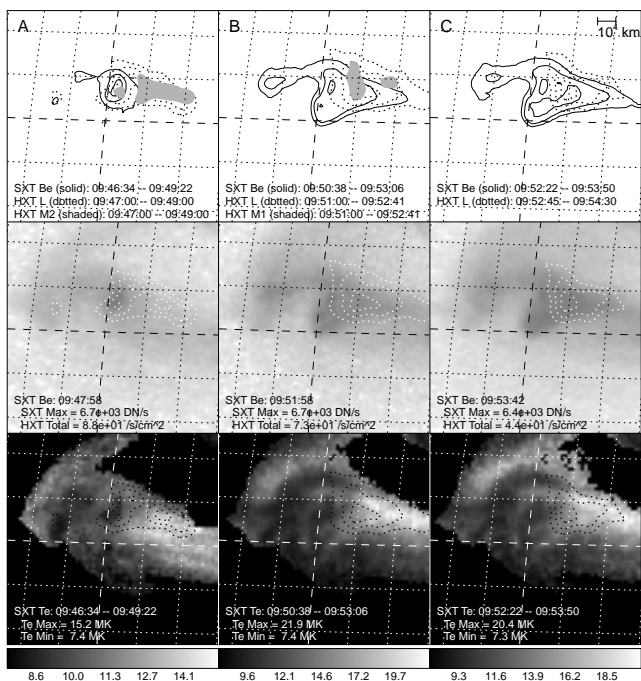 A
B
C
10⁴ km
SXT Be (solid): 09:46:34 -- 09:49:22
HXT L (dotted): 09:47:00 -- 09:49:00
HXT M2 (shaded): 09:47:00 -- 09:49:00
SXT Be (solid): 09:50:38 -- 09:53:06
HXT L (dotted): 09:51:00 -- 09:52:41
HXT M1 (shaded): 09:51:00 -- 09:52:41
SXT Be (solid): 09:52:22 -- 09:53:50
HXT L (dotted): 09:52:45 -- 09:54:30
SXT Be: 09:47:58
SXT Max = 6.7e+03 DN/s
HXT Total = 8.8e+01 /s/cm^2
SXT Be: 09:51:58
SXT Max = 6.7e+03 DN/s
HXT Total = 7.3e+01 /s/cm^2
SXT Be: 09:53:42
SXT Max = 6.4e+03 DN/s
HXT Total = 4.4e+01 /s/cm^2
SXT Te: 09:46:34 -- 09:49:22
Te Max = 15.2 MK
Te Min = 7.4 MK
SXT Te: 09:50:38 -- 09:53:06
Te Max = 21.9 MK
Te Min = 7.4 MK
SXT Te: 09:52:22 -- 09:53:50
Te Max = 20.4 MK
Te Min = 7.3 MK
8.6 10.0 11.3 12.7 14.1
9.6 12.1 14.6 17.2 19.7
9.3 11.6 13.9 16.2 18.5